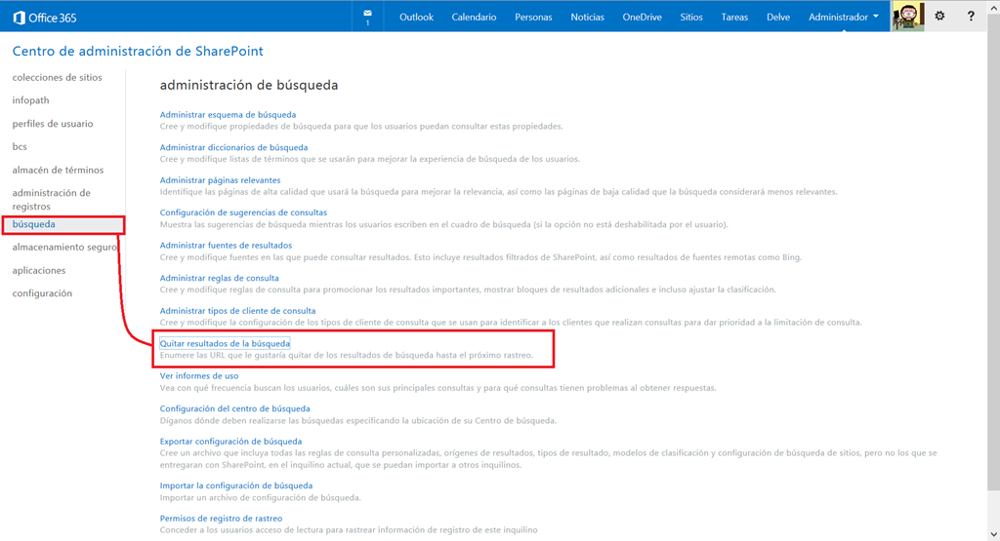 Office 365
1
Outlook
Calendario
Personas
Noticias
OneDrive
Sitios
Tareas
Delve
Administrador
?
Centro de administración de SharePoint
colecciones de sitios
infopath
perfiles de usuario
bcs
almacén de términos
administración de
registros
búsqueda
almacenamiento seguro
aplicaciones
configuración
administración de búsqueda
Administrar esquema de búsqueda
Cree y modifique propiedades de búsqueda para que los usuarios puedan consultar estas propiedades.
Administrar diccionarios de búsqueda
Cree y modifique listas de términos que se usarán para mejorar la experiencia de búsqueda de los usuarios.
Administrar páginas relevantes
Identifique las páginas de alta calidad que usará la búsqueda para mejorar la relevancia, así como las páginas de baja calidad que la búsqueda considerará menos relevantes.
Configuración de sugerencias de consultas
Muestra las sugerencias de búsqueda mientras los usuarios escriben en el cuadro de búsqueda (si la opción no está deshabilitada por el usuario).
Administrar fuentes de resultados
Cree y modifique fuentes en las que puede consultar resultados. Esto incluye resultados filtrados de SharePoint, así como resultados de fuentes remotas como Bing.
Administrar reglas de consulta
Cree y modifique reglas de consulta para promocionar los resultados importantes, mostrar bloques de resultados adicionales e incluso ajustar la clasificación.
Administrar tipos de cliente de consulta
Cree y modifique la configuración de los tipos de cliente de consulta que se usan para identificar a los clientes que realizan consultas para dar prioridad a la limitación de consulta.
Quitar resultados de la búsqueda
Enumere las URL que le gustaría quitar de los resultados de búsqueda hasta el próximo rastreo.
Ver informes de uso
Vea con qué frecuencia buscan los usuarios, cuáles son sus principales consultas y para qué consultas tienen problemas al obtener respuestas.
Configuración del centro de búsqueda
Díganos dónde deben realizarse las búsquedas especificando la ubicación de su Centro de búsqueda.
Exportar configuración de búsqueda
Cree un archivo que incluya todas las reglas de consulta personalizadas, orígenes de resultados, tipos de resultado, modelos de clasificación y configuración de búsqueda de sitios, pero no los que se
entregaran con SharePoint, en el inquilino actual, que se puedan importar a otros inquilinos.
Importar la configuración de búsqueda
Importar un archivo de configuración de búsqueda.
Permisos de registro de rastreo
Conceder a los usuarios acceso de lectura para rastrear información de registro de este inquilino